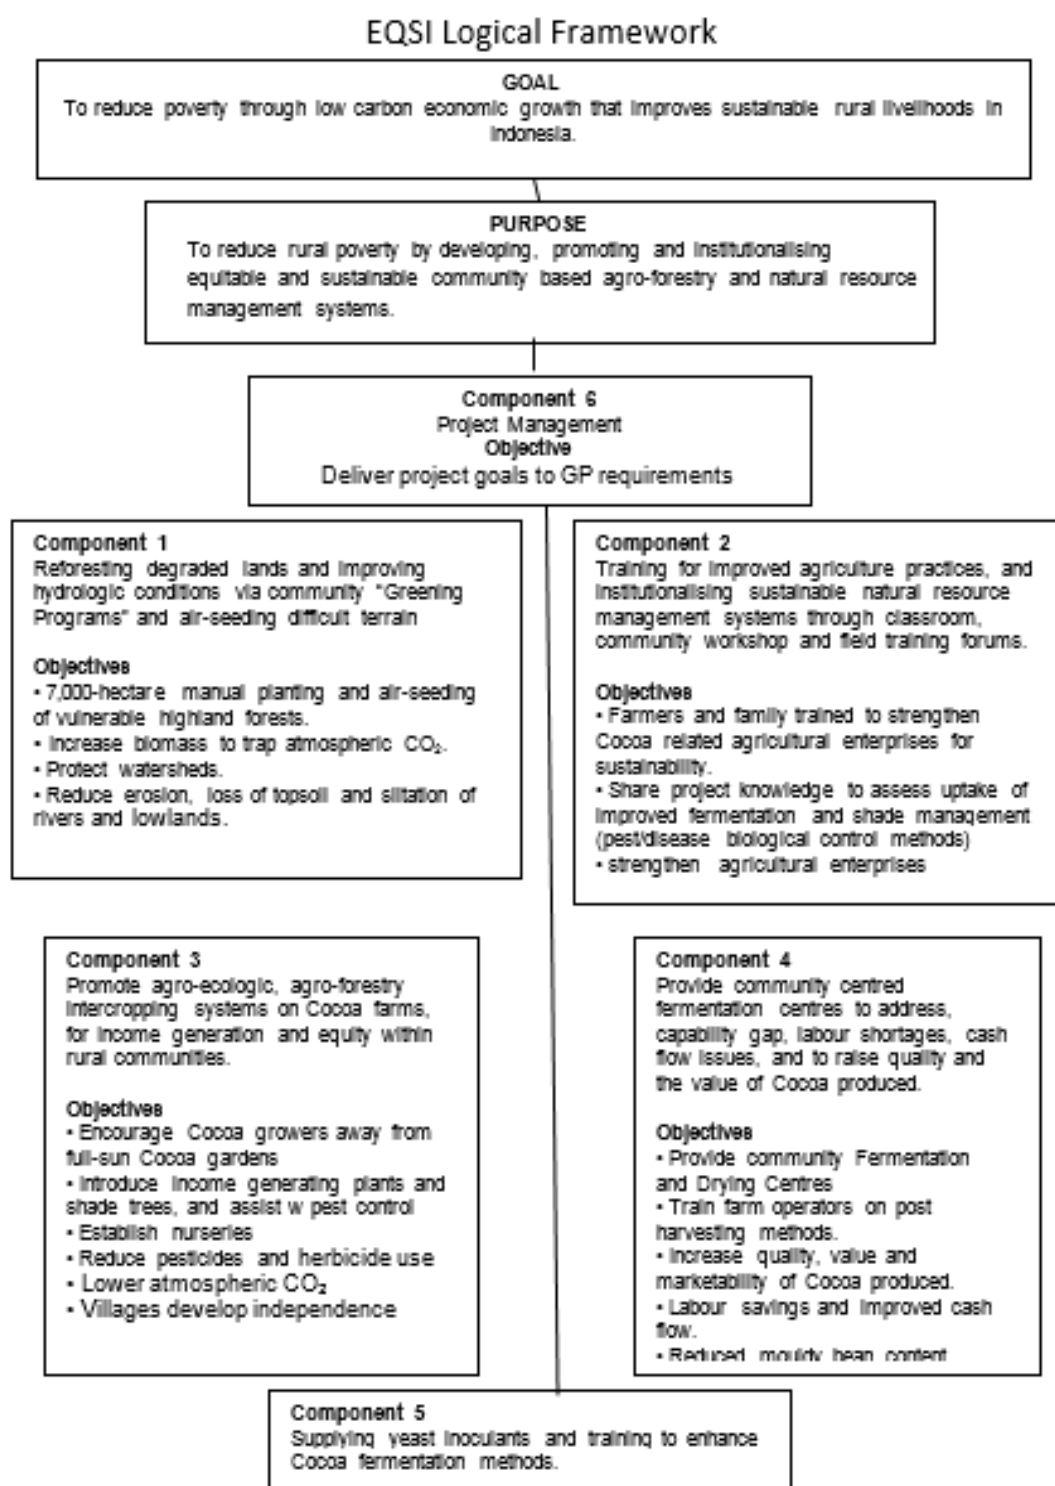 EQSI Logical Framework
GOAL
To reduce poverty through low carbon economic growth that improves sustainable rural livelihoods in
Indonesia.
PURPOSE
To reduce rural poverty by developing, promoting and institutionalising
equitable and sustainable community based agro-forestry and natural resource
management systems.
Component 6
Project Management
Objective
Deliver project goals to GP requirements
Component 1
Reforesting degraded lands and improving
hydrologic conditions via community "Greening
Programs" and air-seeding difficult terrain
Objectives
• 7,000-hectare manual planting and air-seeding
of vulnerable highland forests.
• Increase biomass to trap atmospheric CO₂.
• Protect watersheds.
• Reduce erosion, loss of topsoil and siltation of
rivers and lowlands.
Component 2
Training for improved agriculture practices, and
institutionalising sustainable natural resource
management systems through classroom,
community workshop and field training forums.
Objectives
• Farmers and family trained to strengthen
Cocoa related agricultural enterprises for
sustainability.
• Share project knowledge to assess uptake of
improved fermentation and shade management
(pest/disease biological control methods)
• strengthen agricultural enterprises
Component 3
Promote agro-ecologic, agro-forestry
intercropping systems on Cocoa farms,
for income generation and equity within
rural communities.
Objectives
• Encourage Cocoa growers away from
full-sun Cocoa gardens
• Introduce income generating plants and
shade trees, and assist w pest control
• Establish nurseries
• Reduce pesticides and herbicide use
• Lower atmospheric CO₂
• Villages develop independence
Component 4
Provide community centred
fermentation centres to address,
capability gap, labour shortages, cash
flow issues, and to raise quality and
the value of Cocoa produced.
Objectives
• Provide community Fermentation
and Drying Centres
• Train farm operators on post
harvesting methods.
• Increase quality, value and
marketability of Cocoa produced.
• Labour savings and improved cash
flow.
• Reduced mouldy bean content
Component 5
Supplying yeast inoculants and training to enhance
Cocoa fermentation methods.